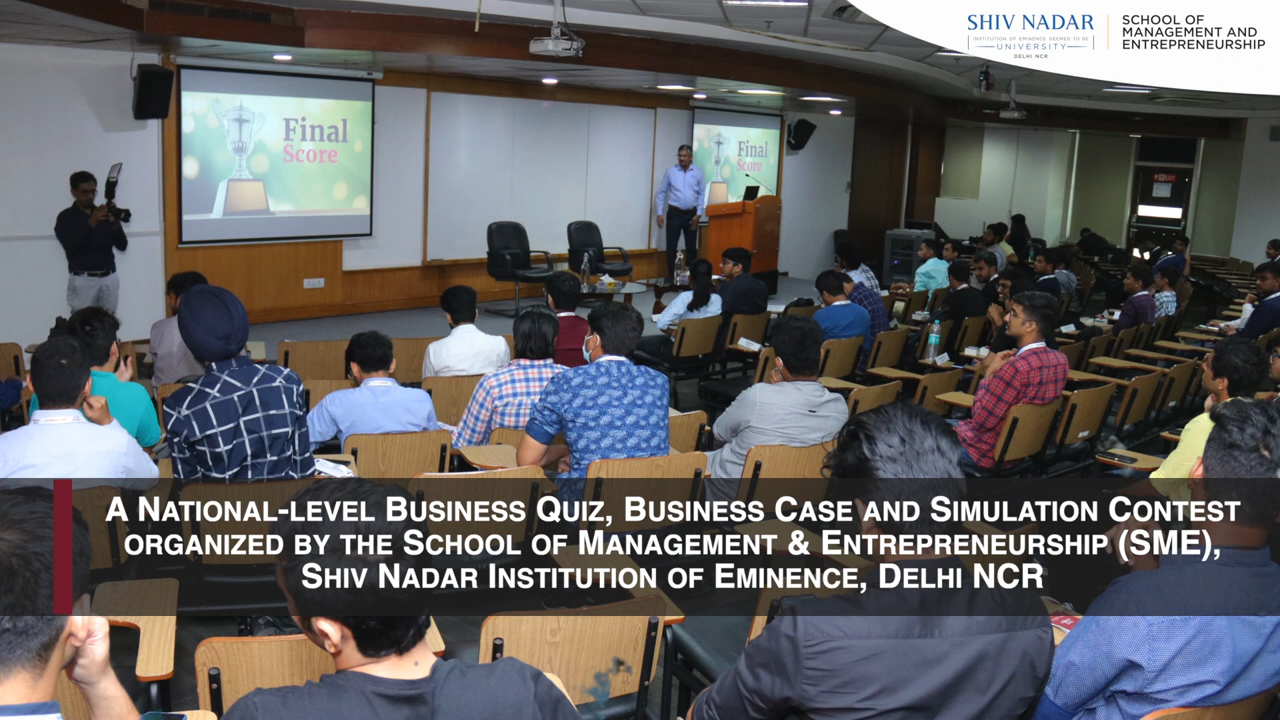 SHIV NADAR
INSTITUTION OF EMINENCE DEEMED TO BE
UNIVERSITY
DELHI NCR
SCHOOL OF
MANAGEMENT AND
ENTREPRENEURSHIP
Final
Score
Final
Score
EXIT
A NATIONAL-LEVEL BUSINESS QUIZ, BUSINESS CASE AND SIMULATION CONTEST
ORGANIZED BY THE SCHOOL OF MANAGEMENT & ENTREPRENEURSHIP (SME),
SHIV NADAR INSTITUTION OF EMINENCE, DELHI NCR